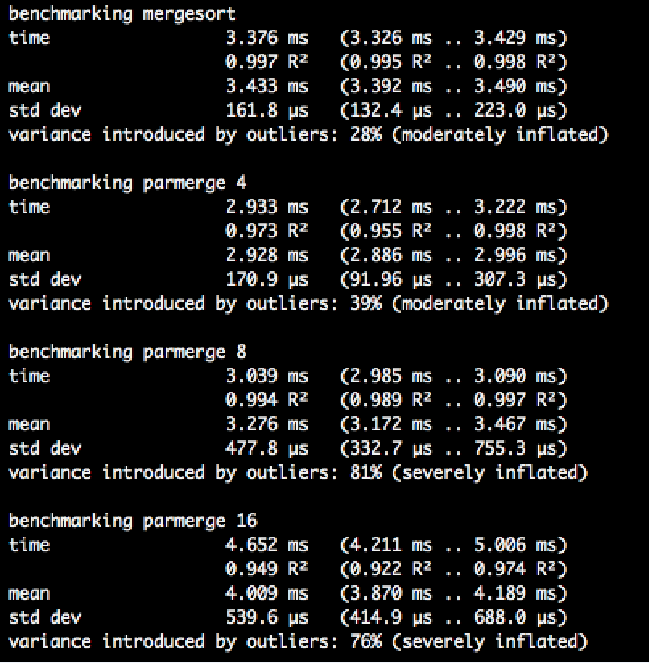 benchmarking mergesort
time 3.376 ms (3.326 ms .. 3.429 ms)
0.997 R² (0.995 R² .. 0.998 R²)
mean 3.433 ms (3.392 ms .. 3.490 ms)
std dev 161.8 μs (132.4 μs .. 223.0 μs)
variance introduced by outliers: 28% (moderately inflated)
benchmarking parmerge 4
time 2.933 ms (2.712 ms .. 3.222 ms)
0.973 R² (0.955 R² .. 0.998 R²)
mean 2.928 ms (2.886 ms .. 2.996 ms)
std dev 170.9 μs (91.96 μs .. 307.3 μs)
variance introduced by outliers: 39% (moderately inflated)
benchmarking parmerge 8
time 3.039 ms (2.985 ms .. 3.090 ms)
0.994 R² (0.989 R² .. 0.997 R²)
mean 3.276 ms (3.172 ms .. 3.467 ms)
std dev 477.8 μs (332.7 μs .. 755.3 μs)
variance introduced by outliers: 81% (severely inflated)
benchmarking parmerge 16
time 4.652 ms (4.211 ms .. 5.006 ms)
0.949 R² (0.922 R² .. 0.974 R²)
mean 4.009 ms (3.870 ms .. 4.189 ms)
std dev 539.6 μs (414.9 μs .. 688.0 μs)
variance introduced by outliers: 76% (severely inflated)